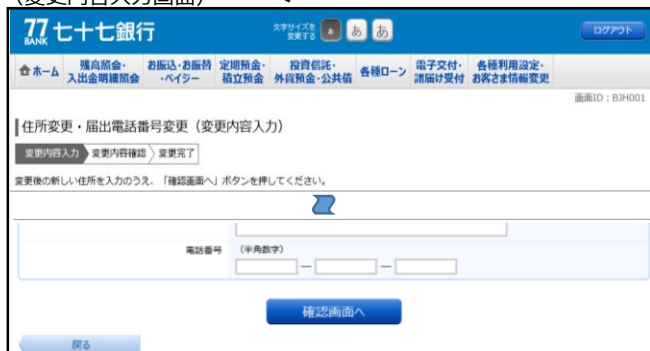 （変更内容入力画面）
77 BANK 七十七銀行
文字サイズを
変更する
あ あ あ
ログアウト
ホーム
残高照会・
入出金明細照会
お振込・お振替
・ペイジー
定期預金・
積立預金
投資信託・
外貨預金・公共債
各種ローン
電子交付・
諸届け受付
各種利用設定・
お客さま情報変更
画面ID：BJH001
住所変更・届出電話番号変更（変更内容入力）
変更内容入力 変更内容確認 変更完了
変更後の新しい住所を入力のうえ、「確認画面へ」ボタンを押してください。
電話番号 （半角数字）
— —
確認画面へ
戻る